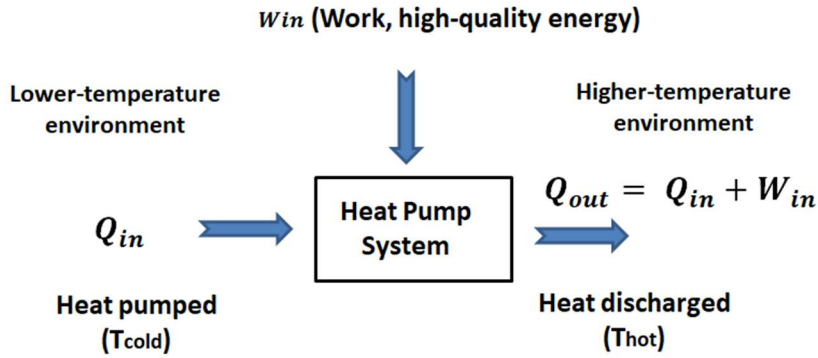 Win (Work, high-quality energy)
Lower-temperature
environment
Higher-temperature
environment
Qin
Heat Pump
System
Qout = Qin + Win
Heat pumped
(Tcold)
Heat discharged
(Thot)